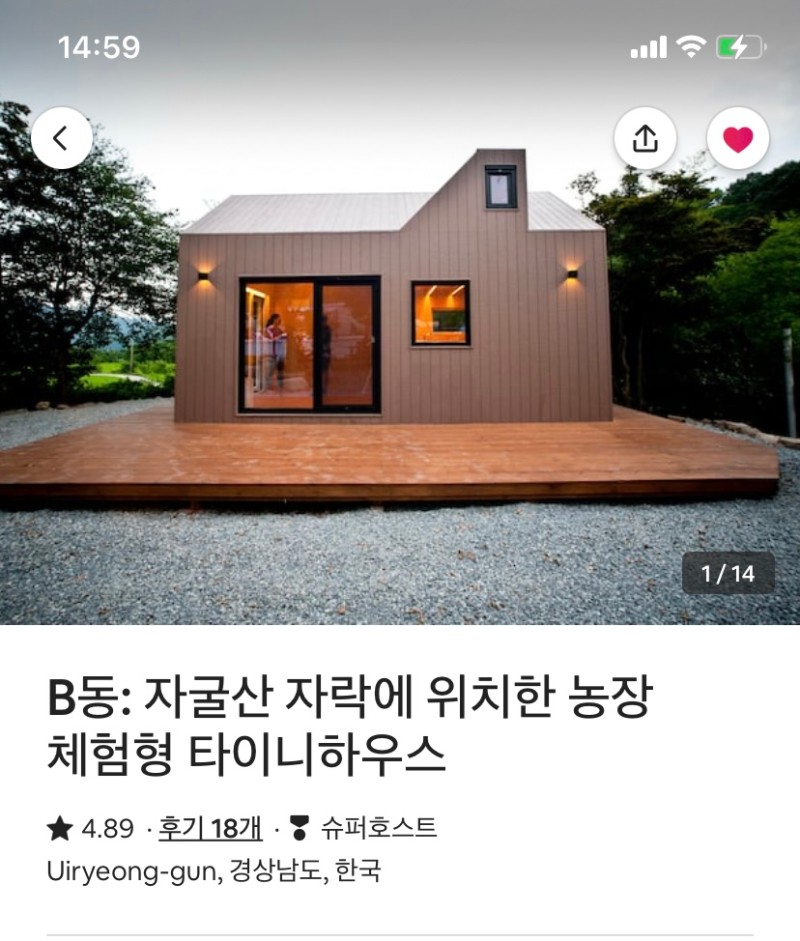 14:59
1 / 14
B동: 자굴산 자락에 위치한 농장
체험형 타이니하우스
★ 4.89 · 후기 18개 · 슈퍼호스트
Uiryeong-gun, 경상남도, 한국